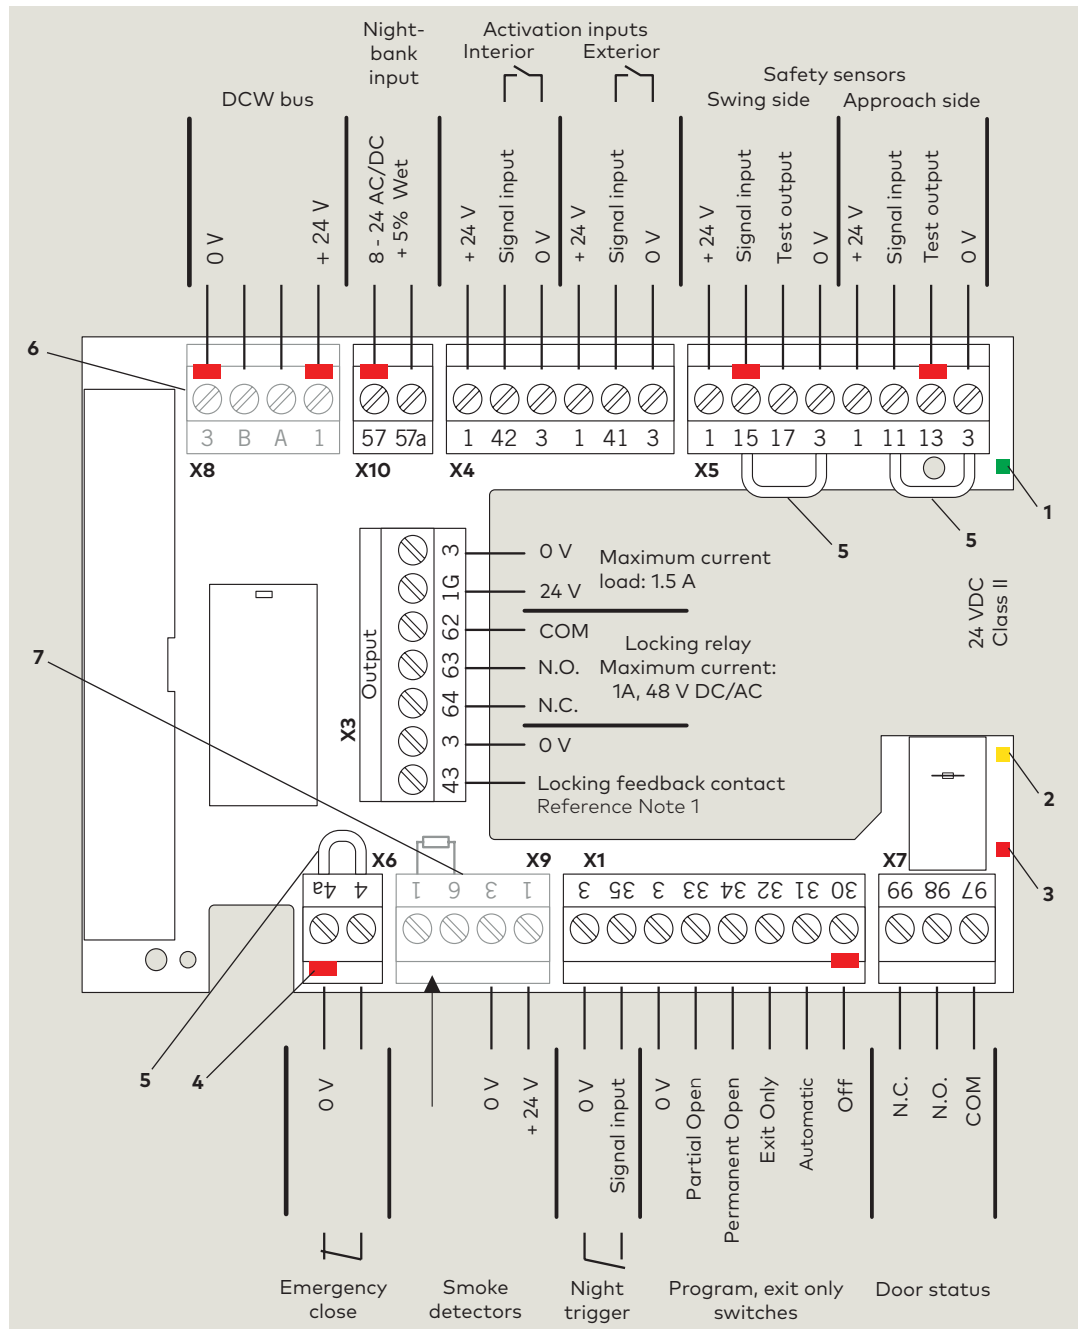 Night-
bank
input
Activation inputs
Interior
Exterior
Safety sensors
Swing side
Approach side
DCW bus
0 V
+ 24 V
8 - 24 AC/DC
+ 5% Wet
+ 24 V
Signal input
0 V
+ 24 V
Signal input
0 V
+ 24 V
Signal input
Test output
0 V
+ 24 V
Signal input
Test output
0 V
6
3 B A 1
57 57a
1 42 3 1 41 3
1 15 17 3 1 11 13 3
X8
X10
X4
X5
1
5
5
Output
X3
3
1G
62
63
64
3
43
0 V
24 V
Maximum current
load: 1.5 A
COM
N.O.
N.C.
Locking relay
Maximum current:
1A, 48 V DC/AC
0 V
Locking feedback contact
Reference Note 1
24 VDC
Class II
7
2
3
X6
X9
X1
X7
4a 4
1 6 3 1
3 35 3 33 34 32 31 30
99 98 97
5
4
0 V
0 V
+ 24 V
0 V
Signal input
0 V
Partial Open
Permanent Open
Exit Only
Automatic
Off
N.C.
N.O.
COM
Emergency
close
Smoke
detectors
Night
trigger
Program, exit only
switches
Door status